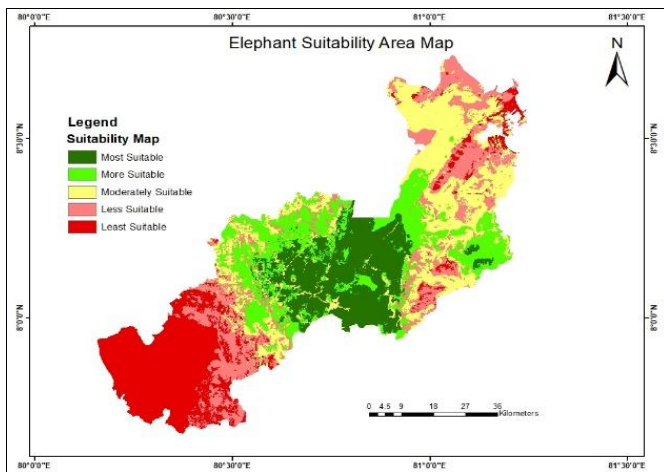 80°0'0"E 80°30'0"E 81°0'0"E 81°30'0"E
Elephant Suitability Area Map
N
Legend
Suitability Map
Most Suitable
More Suitable
Moderately Suitable
Less Suitable
Least Suitable
8°30'0"N 8°30'0"N
8°0'0"N 8°0'0"N
0 4.5 9 18 27 36
Kilometers
80°0'0"E 80°30'0"E 81°0'0"E 81°30'0"E